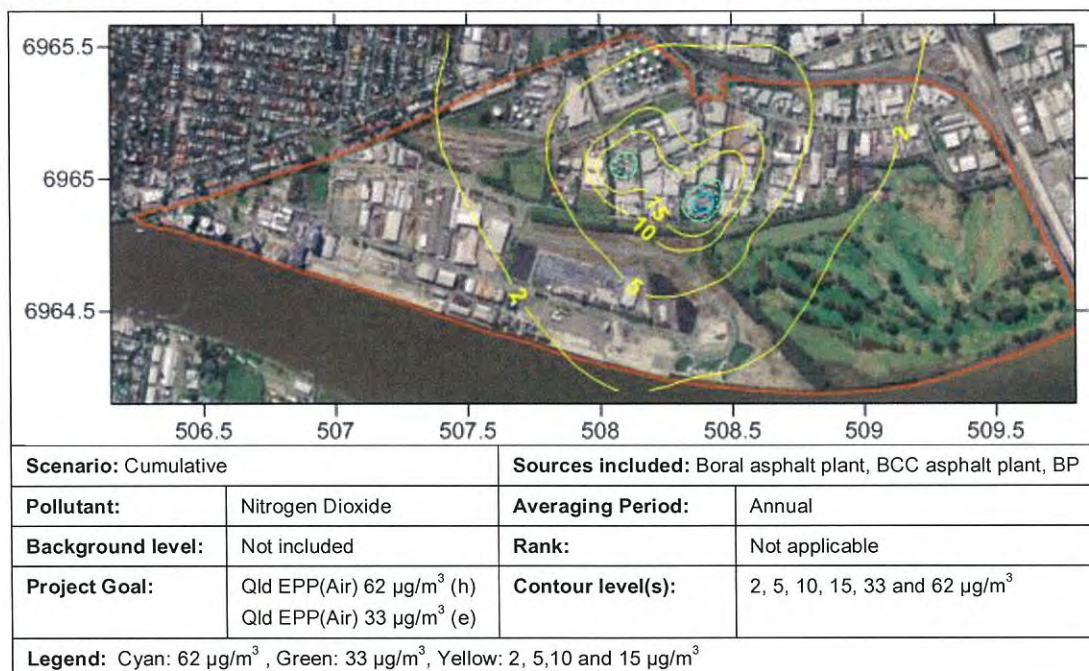 6965.5
2
2
6965
15
10
5
2
6964.5
506.5 507 507.5 508 508.5 509 509.5
Scenario: Cumulative Sources included: Boral asphalt plant, BCC asphalt plant, BP
Pollutant: Nitrogen Dioxide Averaging Period: Annual
Background level: Not included Rank: Not applicable
Project Goal: Qld EPP(Air) 62 µg/m³ (h) Contour level(s): 2, 5, 10, 15, 33 and 62 µg/m³
Qld EPP(Air) 33 µg/m³ (e)
Legend: Cyan: 62 µg/m³ , Green: 33 µg/m³, Yellow: 2, 5,10 and 15 µg/m³